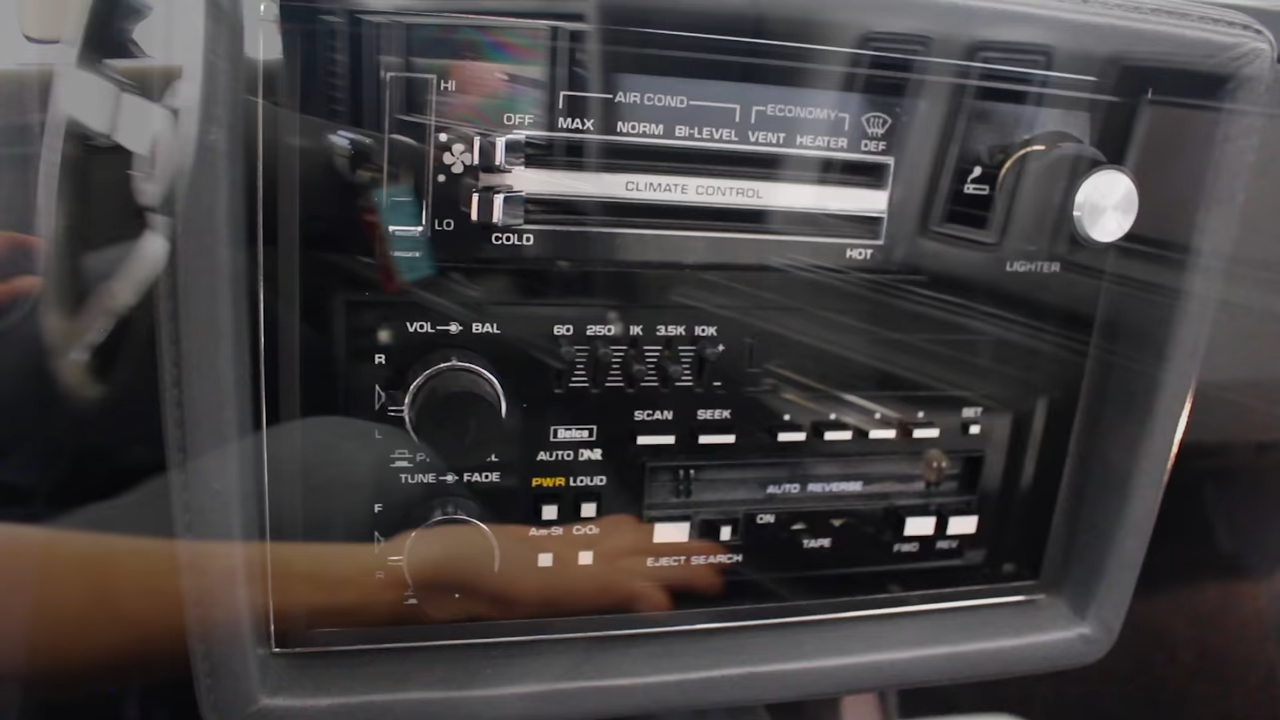 HI
AIR COND
ECONOMY
OFF MAX NORM BI-LEVEL VENT HEATER DEF
CLIMATE CONTROL
LO
COLD
HOT
LIGHTER
VOL BAL
60 250 1K 3.5K 10K
R
+
-
SCAN SEEK
SET
L
Delco
AUTO DNR
TUNE FADE
PWR LOUD
AUTO REVERSE
F
Am-St CrO₂
ON
TAPE
FWD REV
EJECT SEARCH
R